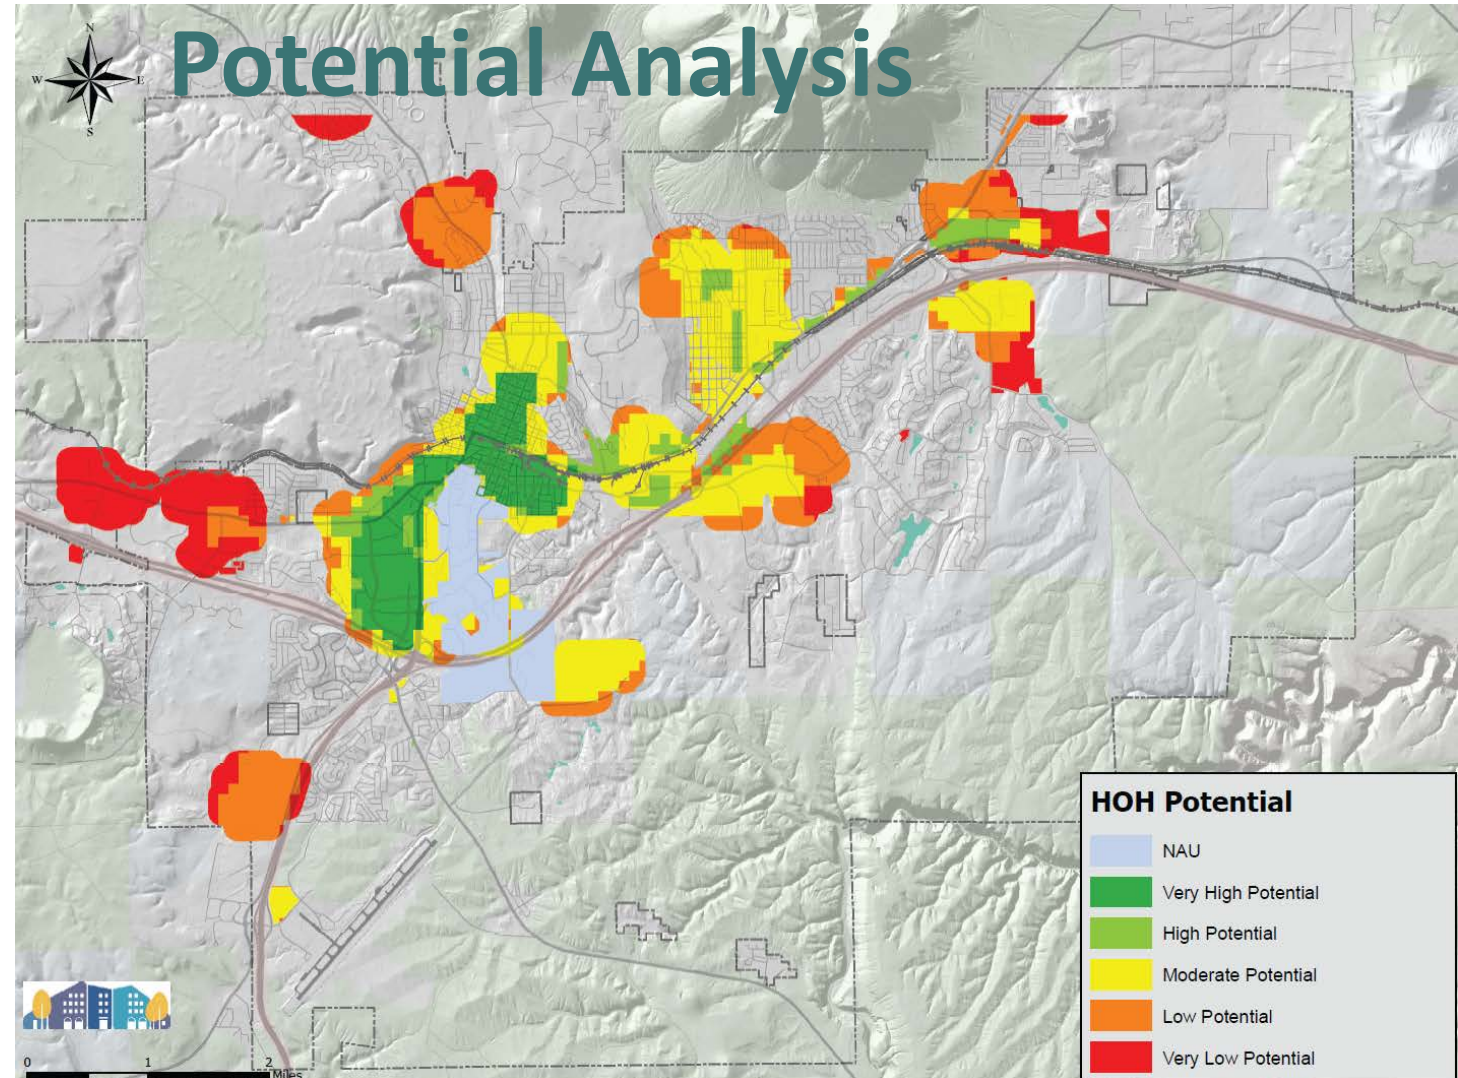 Potential Analysis
N
W
E
S
HOH Potential
NAU
Very High Potential
High Potential
Moderate Potential
Low Potential
Very Low Potential
0 1 2
Miles